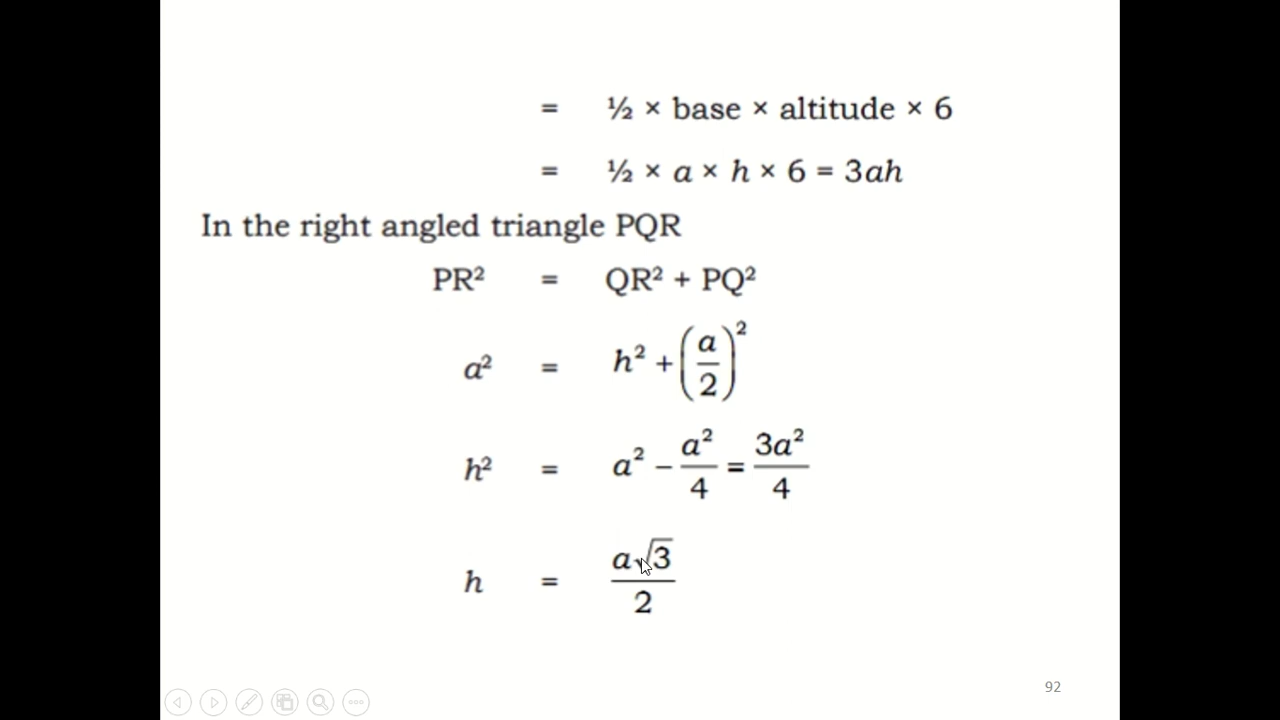 = ½ × base × altitude × 6
= ½ × a × h × 6 = 3ah
In the right angled triangle PQR
PR² = QR² + PQ²
a² = h² + (a/2)²
h² = a² − a²/4 = 3a²/4
h = a√3/2
92